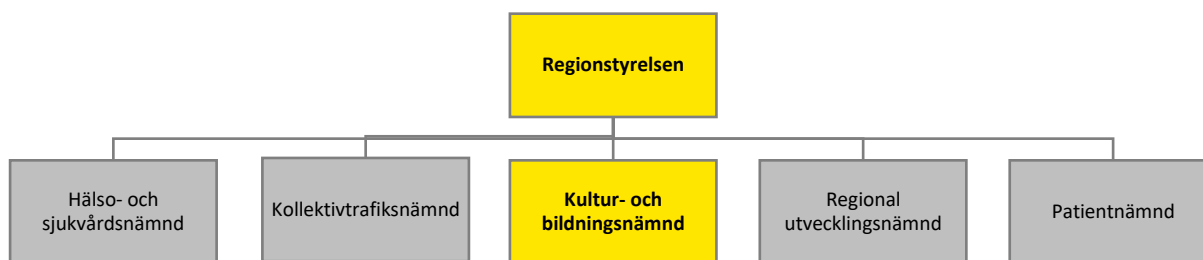 Regionstyrelsen
Hälso- och
sjukvårdsnämnd
Kollektivtrafiksnämnd
Kultur- och
bildningsnämnd
Regional
utvecklingsnämnd
Patientnämnd